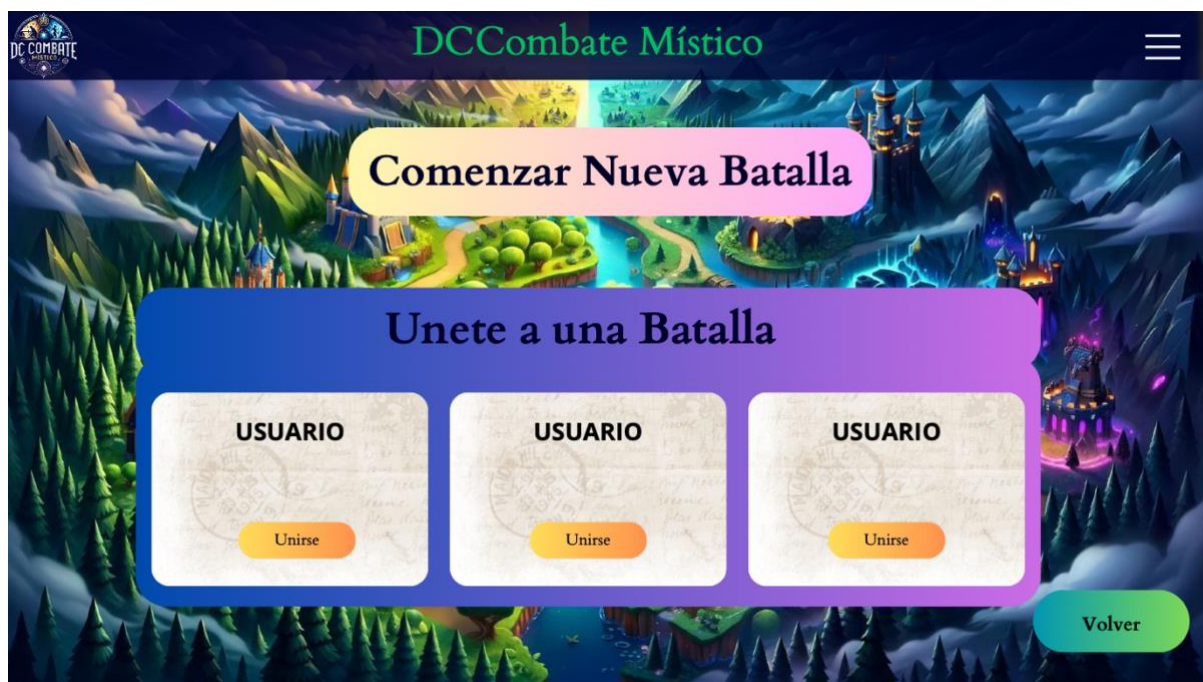 DC COMBATE
MÍSTICO
DCCombate Místico
Comenzar Nueva Batalla
Unete a una Batalla
USUARIO
USUARIO
USUARIO
Unirse
Unirse
Unirse
Volver